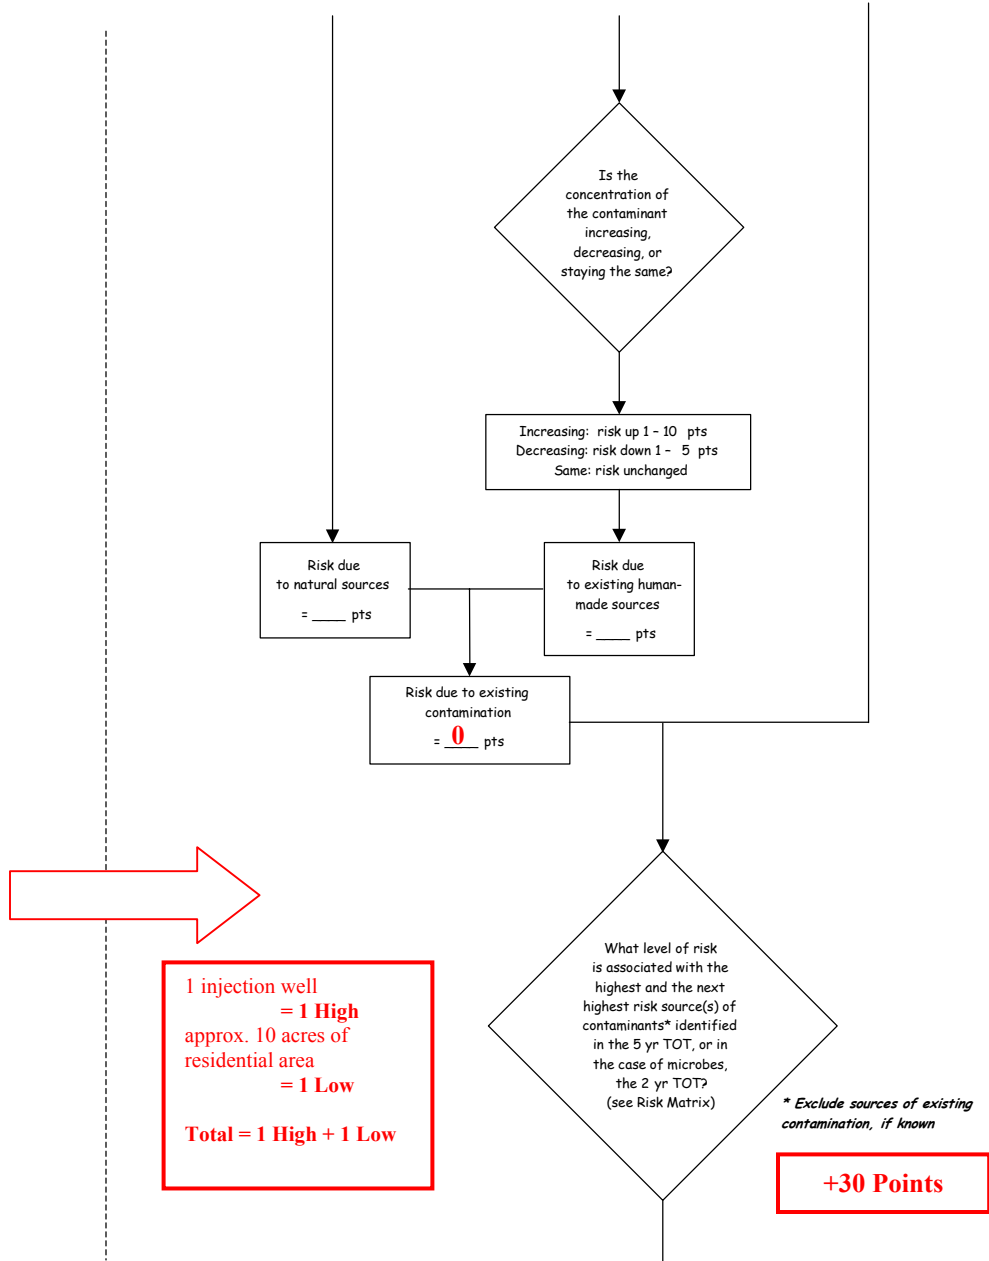 Is the
concentration of
the contaminant
increasing,
decreasing, or
staying the same?
Increasing: risk up 1 – 10 pts
Decreasing: risk down 1 – 5 pts
Same: risk unchanged
Risk due
to natural sources
= ____ pts
Risk due
to existing human-
made sources
= ____ pts
Risk due to existing
contamination
= __0__ pts
1 injection well
= 1 High
approx. 10 acres of
residential area
= 1 Low
Total = 1 High + 1 Low
What level of risk
is associated with the
highest and the next
highest risk source(s) of
contaminants* identified
in the 5 yr TOT, or in
the case of microbes,
the 2 yr TOT?
(see Risk Matrix)
* Exclude sources of existing
contamination, if known
+30 Points